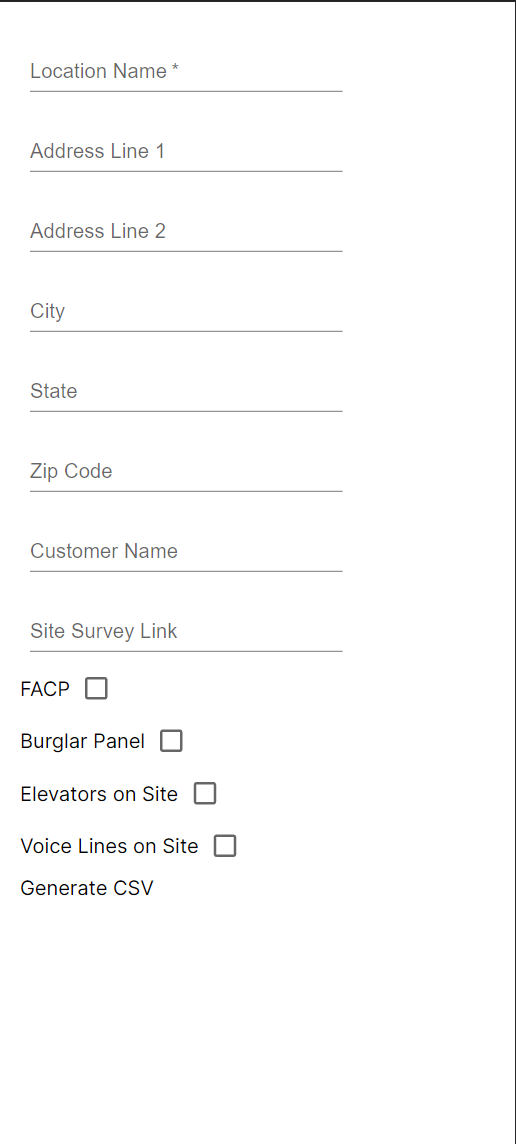 Location Name *
Address Line 1
Address Line 2
City
State
Zip Code
Customer Name
Site Survey Link
FACP
Burglar Panel
Elevators on Site
Voice Lines on Site
Generate CSV